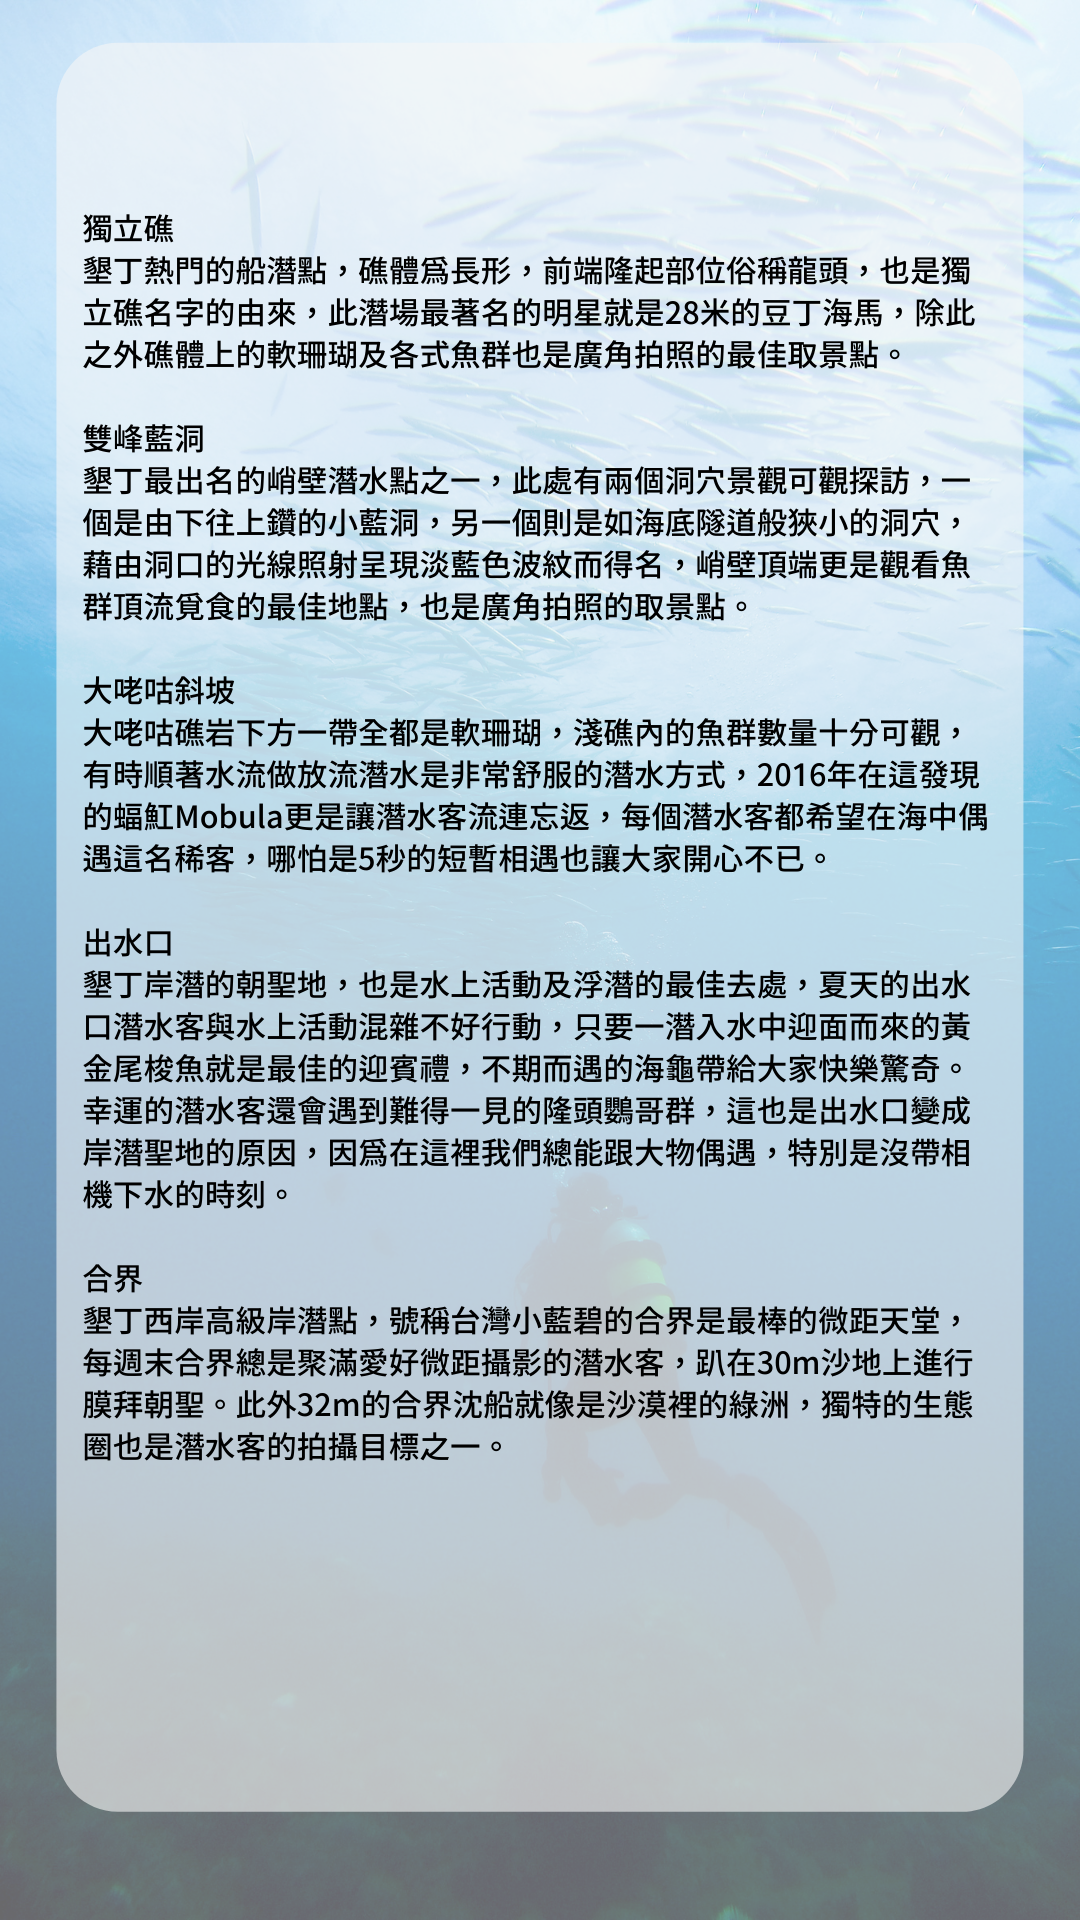 獨立礁
墾丁熱門的船潛點，礁體為長形，前端隆起部位俗稱龍頭，也是獨
立礁名字的由來，此潛場最著名的明星就是28米的豆丁海馬，除此
之外礁體上的軟珊瑚及各式魚群也是廣角拍照的最佳取景點。
雙峰藍洞
墾丁最出名的峭壁潛水點之一，此處有兩個洞穴景觀可觀探訪，一
個是由下往上鑽的小藍洞，另一個則是如海底隧道般狹小的洞穴，
藉由洞口的光線照射呈現淡藍色波紋而得名，峭壁頂端更是觀看魚
群頂流覓食的最佳地點，也是廣角拍照的取景點。
大咾咕斜坡
大咾咕礁岩下方一帶全都是軟珊瑚，淺礁內的魚群數量十分可觀，
有時順著水流做放流潛水是非常舒服的潛水方式，2016年在這發現
的蝠魟Mobula更是讓潛水客流連忘返，每個潛水客都希望在海中偶
遇這名稀客，哪怕是5秒的短暫相遇也讓大家開心不已。
出水口
墾丁岸潛的朝聖地，也是水上活動及浮潛的最佳去處，夏天的出水
口潛水客與水上活動混雜不好行動，只要一潛入水中迎面而來的黃
金尾梭魚就是最佳的迎賓禮，不期而遇的海龜帶給大家快樂驚奇。
幸運的潛水客還會遇到難得一見的隆頭鸚哥群，這也是出水口變成
岸潛聖地的原因，因為在這裡我們總能跟大物偶遇，特別是沒帶相
機下水的時刻。
合界
墾丁西岸高級岸潛點，號稱台灣小藍碧的合界是最棒的微距天堂，
每週末合界總是聚滿愛好微距攝影的潛水客，趴在30m沙地上進行
膜拜朝聖。此外32m的合界沈船就像是沙漠裡的綠洲，獨特的生態
圈也是潛水客的拍攝目標之一。